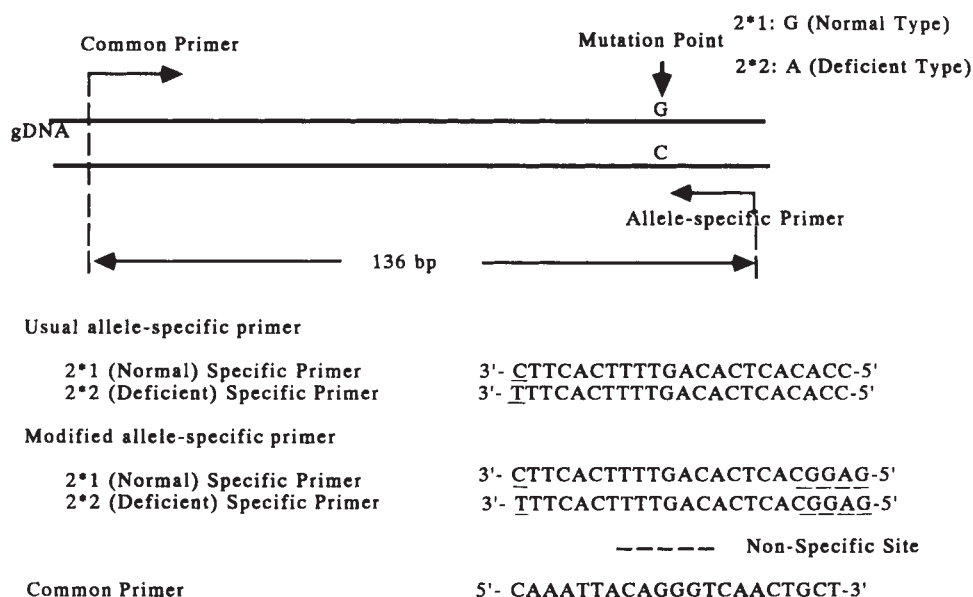 2*1: G (Normal Type)
Common Primer
Mutation Point
2*2: A (Deficient Type)
G
gDNA
C
Allele-specific Primer
136 bp
Usual allele-specific primer
2*1 (Normal) Specific Primer 3'- CTTCACTTTTGACACTCACACC-5'
2*2 (Deficient) Specific Primer 3'- TTTCACTTTTGACACTCACACC-5'
Modified allele-specific primer
2*1 (Normal) Specific Primer 3'- CTTCACTTTTGACACTCACGGAG-5'
2*2 (Deficient) Specific Primer 3'- TTTCACTTTTGACACTCACGGAG-5'
Non-Specific Site
Common Primer 5'- CAAATTACAGGGTCAACTGCT-3'